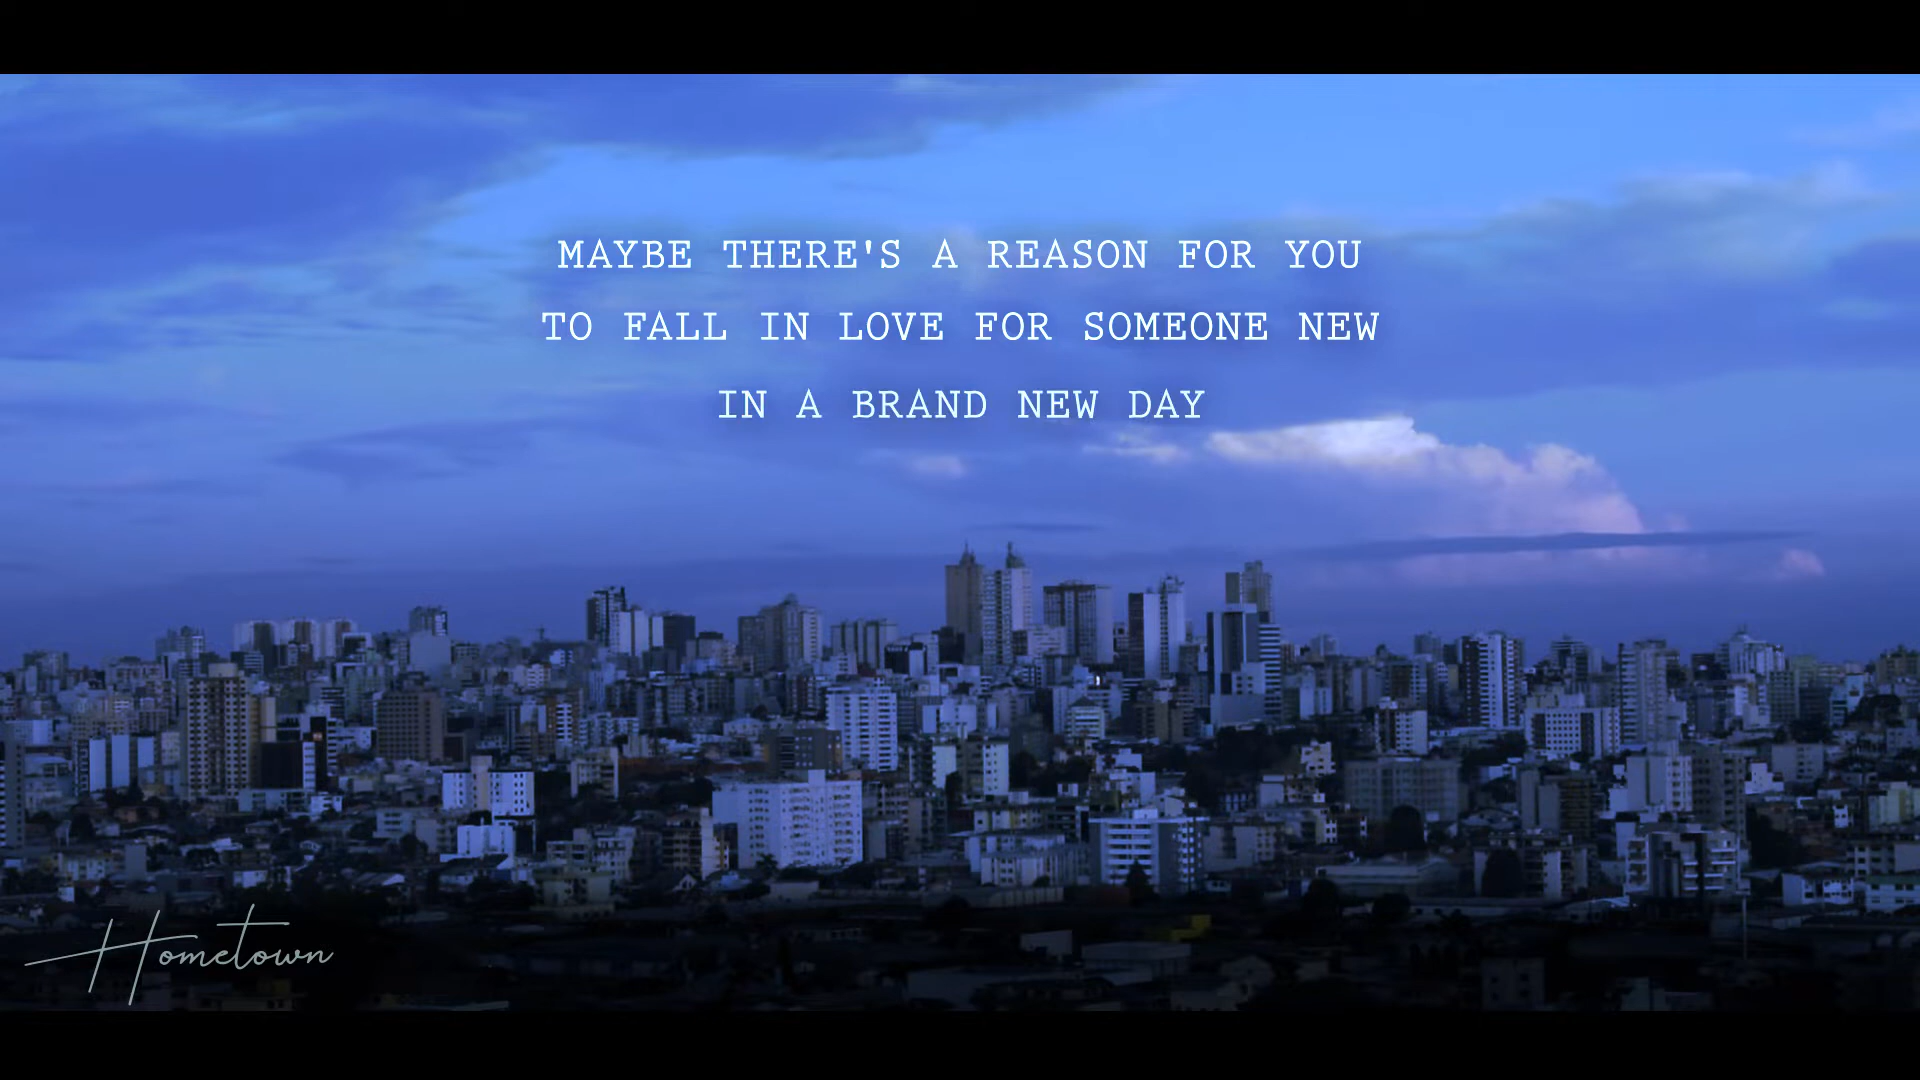 MAYBE THERE'S A REASON FOR YOU
TO FALL IN LOVE FOR SOMEONE NEW
IN A BRAND NEW DAY
Hometown